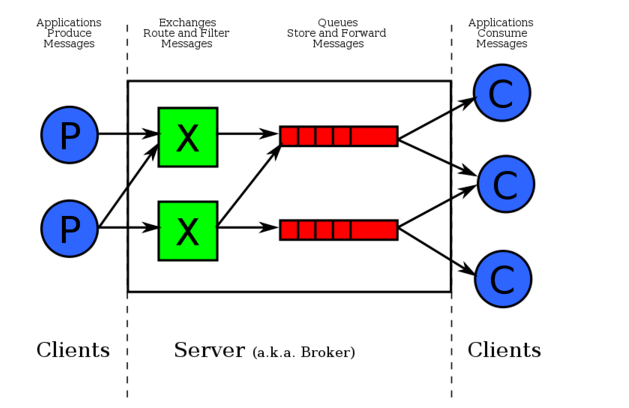 Applications
Produce
Messages
Exchanges
Route and Filter
Messages
Queues
Store and Forward
Messages
Applications
Consume
Messages
P
X
C
C
P
X
C
Clients
Server (a.k.a. Broker)
Clients